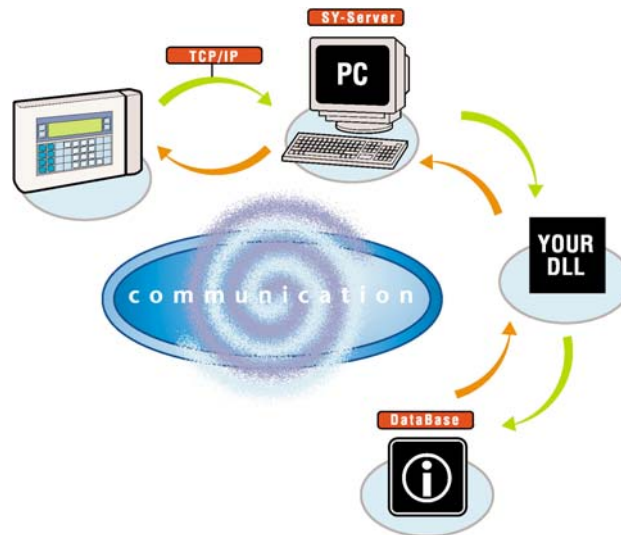 SY-Server
TCP/IP
PC
YOUR
DLL
communication
DataBase